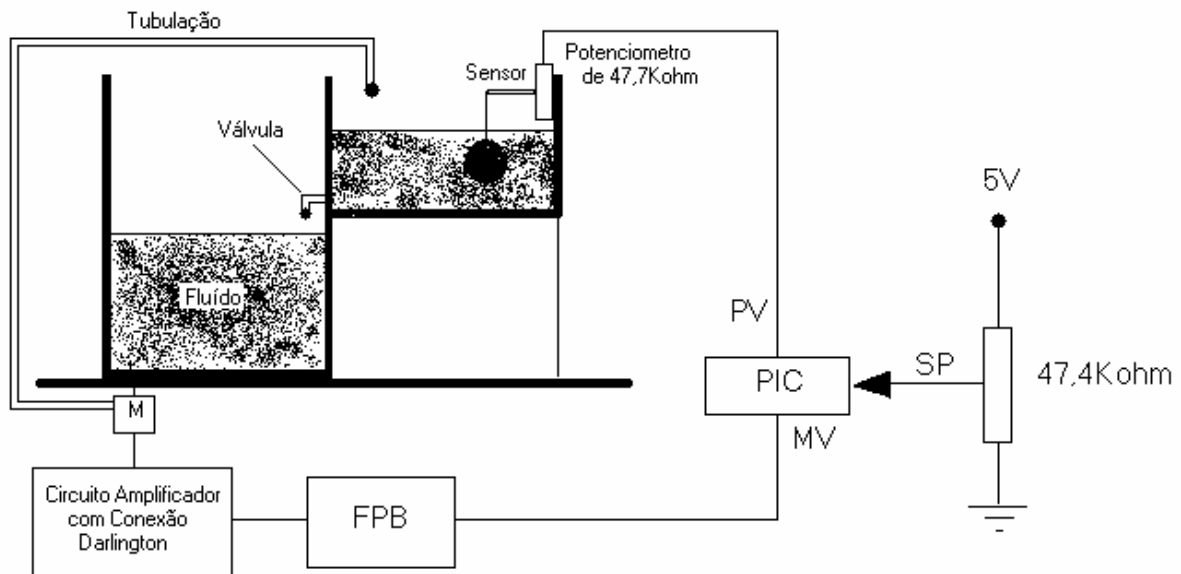 Tubulação
Potenciometro
de 47,7Kohm
Sensor
Válvula
5V
Fluído
PV
SP
47,4Kohm
PIC
MV
M
Circuito Amplificador
com Conexão
Darlington
FPB